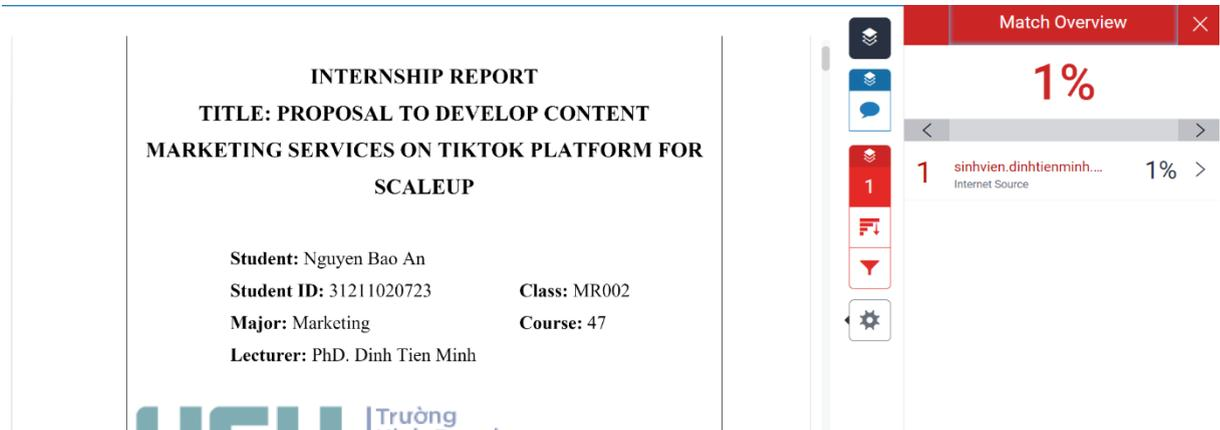 INTERNSHIP REPORT
TITLE: PROPOSAL TO DEVELOP CONTENT
MARKETING SERVICES ON TIKTOK PLATFORM FOR
SCALEUP
Student: Nguyen Bao An
Student ID: 31211020723 Class: MR002
Major: Marketing Course: 47
Lecturer: PhD. Dinh Tien Minh
Trường
1
Match Overview
1%
1 sinhvien.dinhtienminh.... 1%
Internet Source